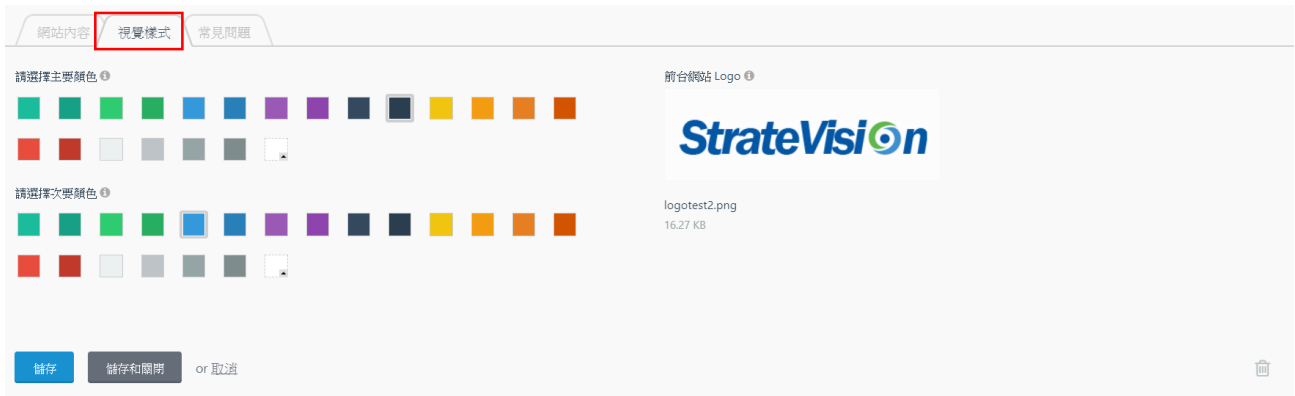 網站內容
視覺樣式
常見問題
請選擇主要顏色
前台網站 Logo
StrateVision
請選擇次要顏色
logotest2.png
16.27 KB
儲存
儲存和關閉
or 取消